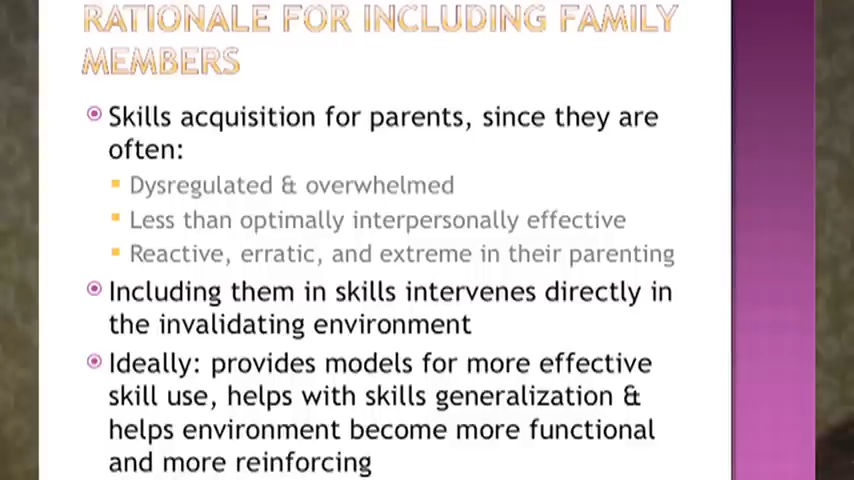 RATIONALE FOR INCLUDING FAMILY
MEMBERS
Skills acquisition for parents, since they are
often:
Dysregulated & overwhelmed
Less than optimally interpersonally effective
Reactive, erratic, and extreme in their parenting
Including them in skills intervenes directly in
the invalidating environment
Ideally: provides models for more effective
skill use, helps with skills generalization &
helps environment become more functional
and more reinforcing